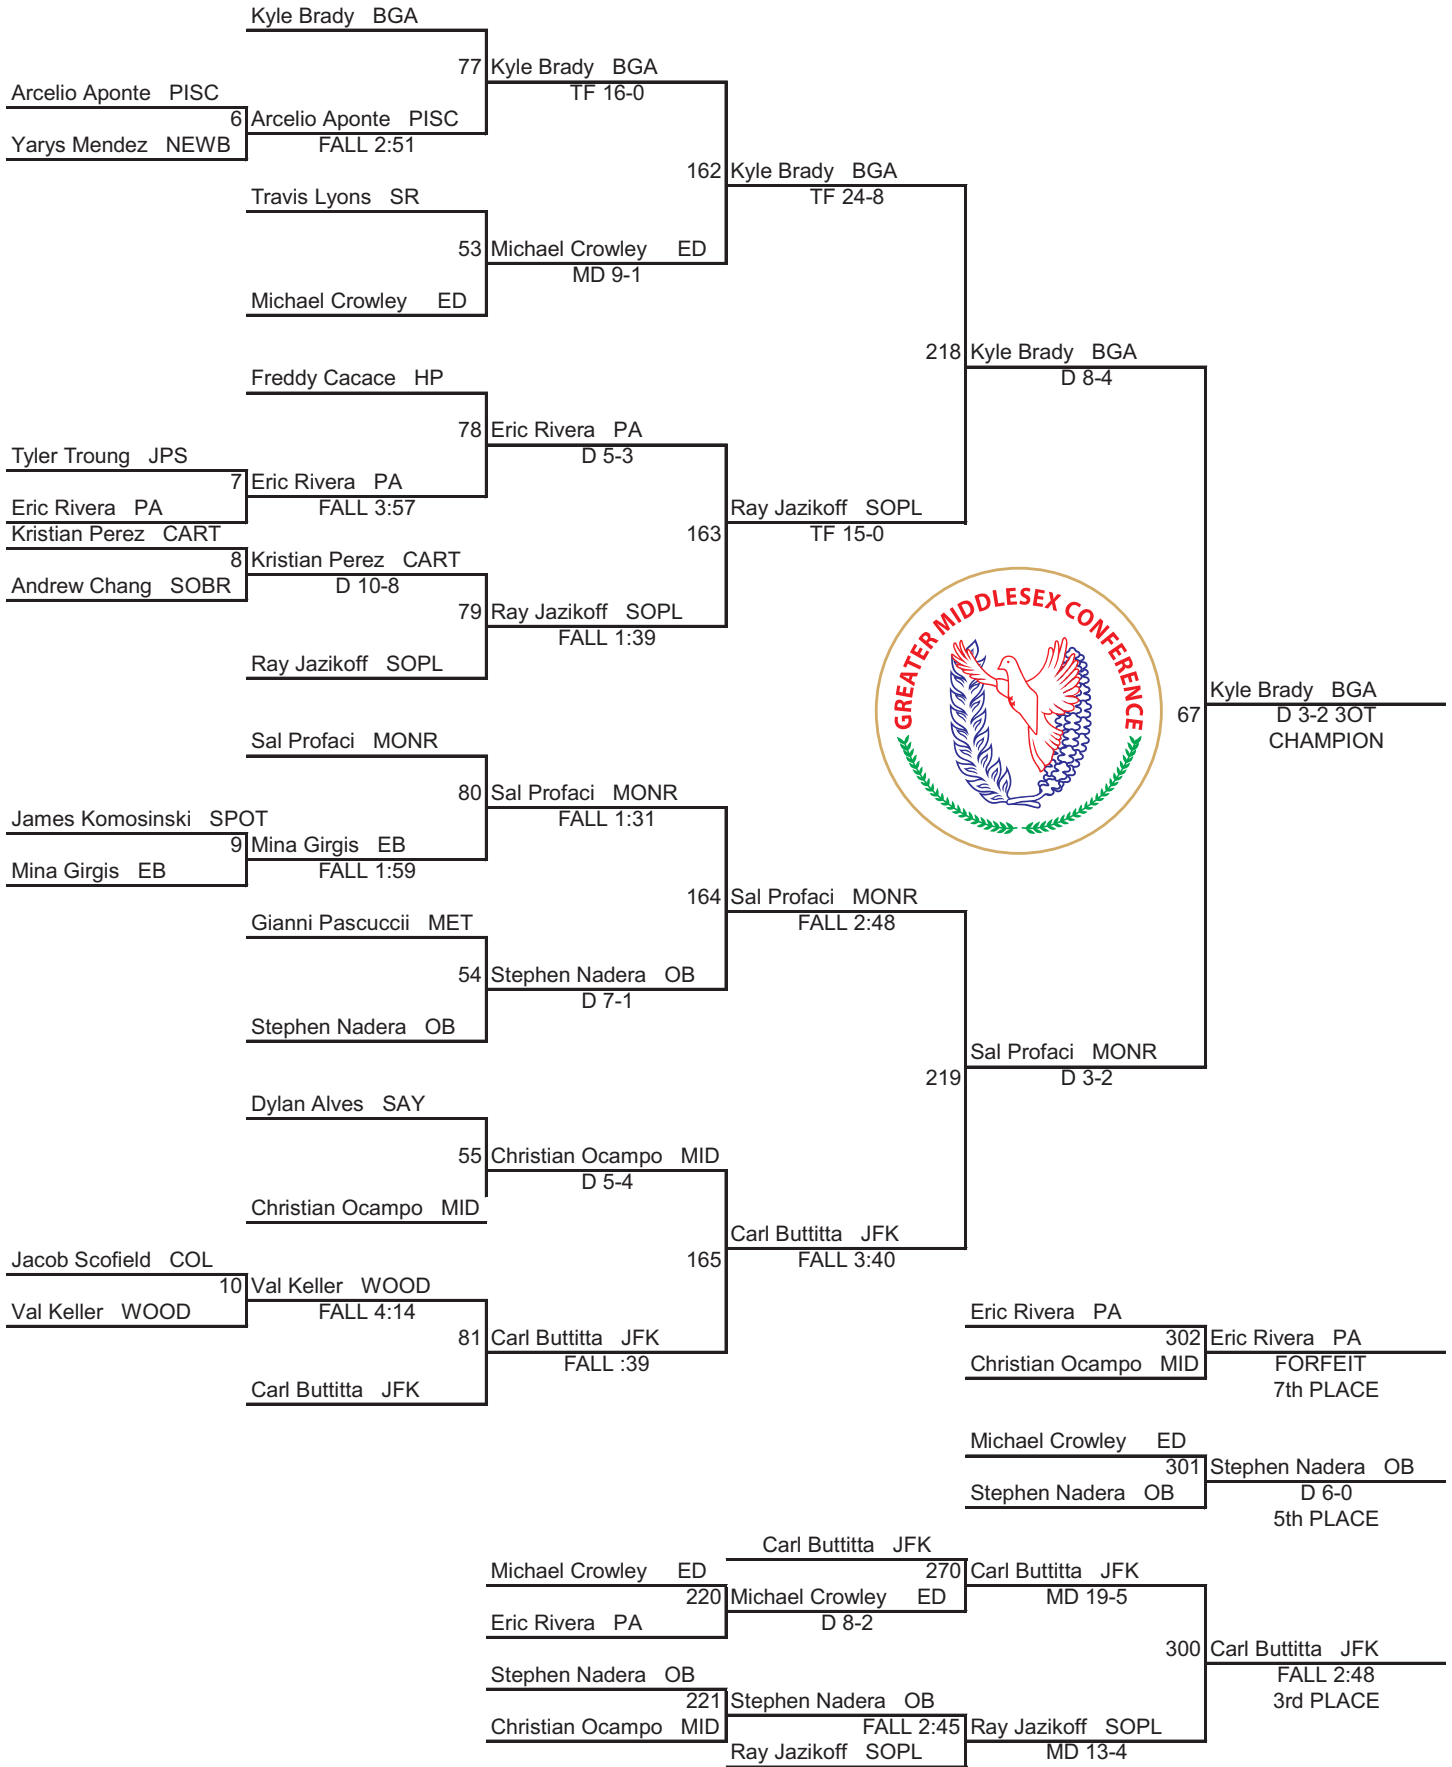 Kyle Brady BGA
77 Kyle Brady BGA
TF 16-0
Arcelio Aponte PISC
6 Arcelio Aponte PISC
Yarys Mendez NEWB
FALL 2:51
162 Kyle Brady BGA
TF 24-8
Travis Lyons SR
53 Michael Crowley ED
MD 9-1
Michael Crowley ED
218 Kyle Brady BGA
D 8-4
Freddy Cacace HP
78 Eric Rivera PA
D 5-3
Tyler Troung JPS
7 Eric Rivera PA
FALL 3:57
Eric Rivera PA
Kristian Perez CART
8 Kristian Perez CART
D 10-8
Andrew Chang SOBR
163 Ray Jazikoff SOPL
TF 15-0
79 Ray Jazikoff SOPL
FALL 1:39
Ray Jazikoff SOPL
GREATER MIDDLESEX CONFERENCE
67 Kyle Brady BGA
D 3-2 3OT
CHAMPION
Sal Profaci MONR
80 Sal Profaci MONR
FALL 1:31
James Komosinski SPOT
9 Mina Girgis EB
FALL 1:59
Mina Girgis EB
164 Sal Profaci MONR
FALL 2:48
Gianni Pascuccii MET
54 Stephen Nadera OB
D 7-1
Stephen Nadera OB
219 Sal Profaci MONR
D 3-2
Dylan Alves SAY
55 Christian Ocampo MID
D 5-4
Christian Ocampo MID
165 Carl Buttitta JFK
FALL 3:40
Jacob Scofield COL
10 Val Keller WOOD
FALL 4:14
Val Keller WOOD
81 Carl Buttitta JFK
FALL :39
Carl Buttitta JFK
Eric Rivera PA
302 Eric Rivera PA
Christian Ocampo MID
FORFEIT
7th PLACE
Michael Crowley ED
301 Stephen Nadera OB
Stephen Nadera OB
D 6-0
5th PLACE
Carl Buttitta JFK
270 Carl Buttitta JFK
MD 19-5
Michael Crowley ED
220 Michael Crowley ED
D 8-2
Eric Rivera PA
300 Carl Buttitta JFK
FALL 2:48
3rd PLACE
Stephen Nadera OB
221 Stephen Nadera OB
Christian Ocampo MID
FALL 2:45
Ray Jazikoff SOPL
Ray Jazikoff SOPL
MD 13-4